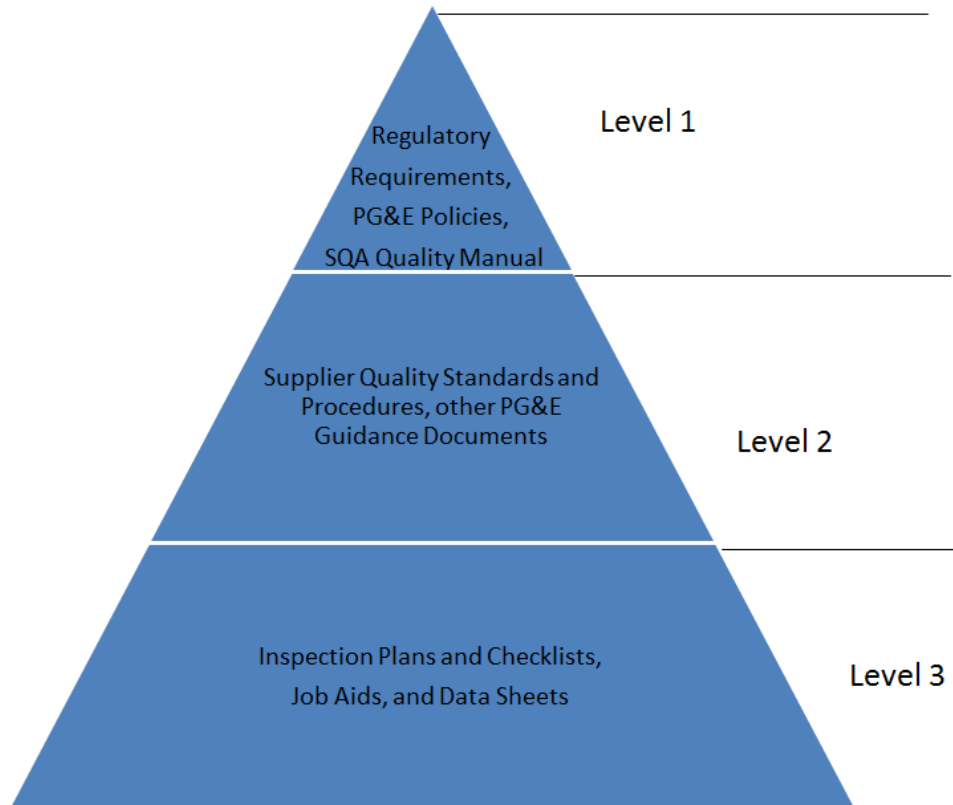 Regulatory
Requirements,
PG&E Policies,
SQA Quality Manual
Level 1
Supplier Quality Standards and
Procedures, other PG&E
Guidance Documents
Level 2
Inspection Plans and Checklists,
Job Aids, and Data Sheets
Level 3